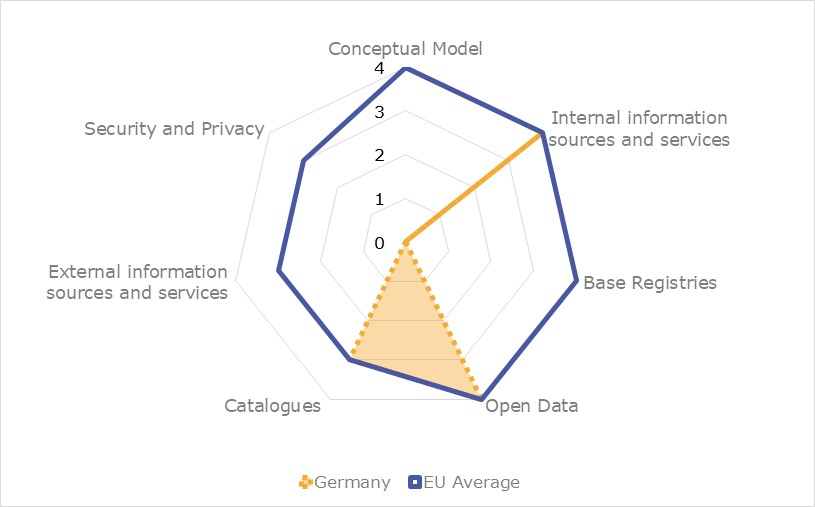 Conceptual Model
4
3
2
1
0
Internal information
sources and services
Base Registries
Open Data
Catalogues
External information
sources and services
Security and Privacy
Germany
EU Average